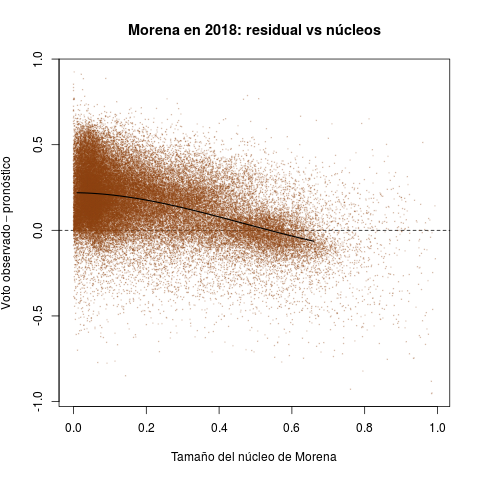 Morena en 2018: residual vs núcleos
Voto observado – pronóstico
1.0
0.5
0.0
-0.5
-1.0
0.0 0.2 0.4 0.6 0.8 1.0
Tamaño del núcleo de Morena